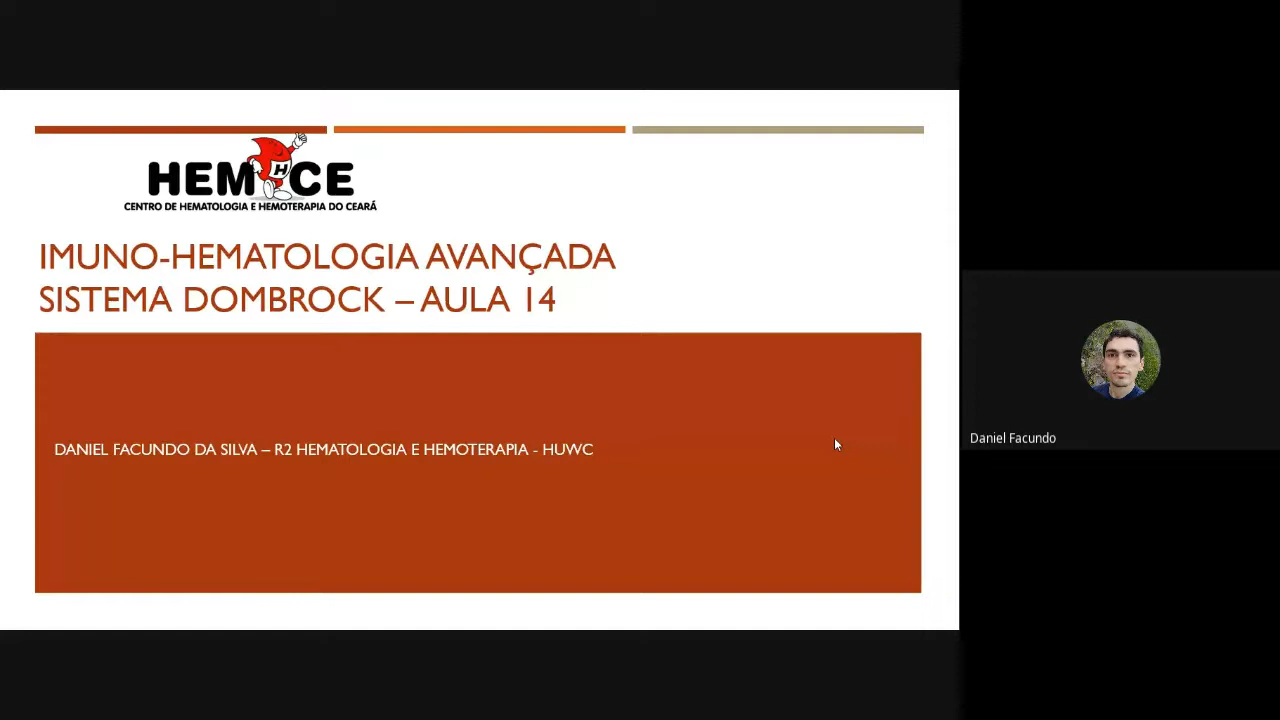 HEMOCE
CENTRO DE HEMATOLOGIA E HEMOTERAPIA DO CEARÁ
IMUNO-HEMATOLOGIA AVANÇADA
SISTEMA DOMBROCK – AULA 14
DANIEL FACUNDO DA SILVA – R2 HEMATOLOGIA E HEMOTERAPIA - HUWC
Daniel Facundo